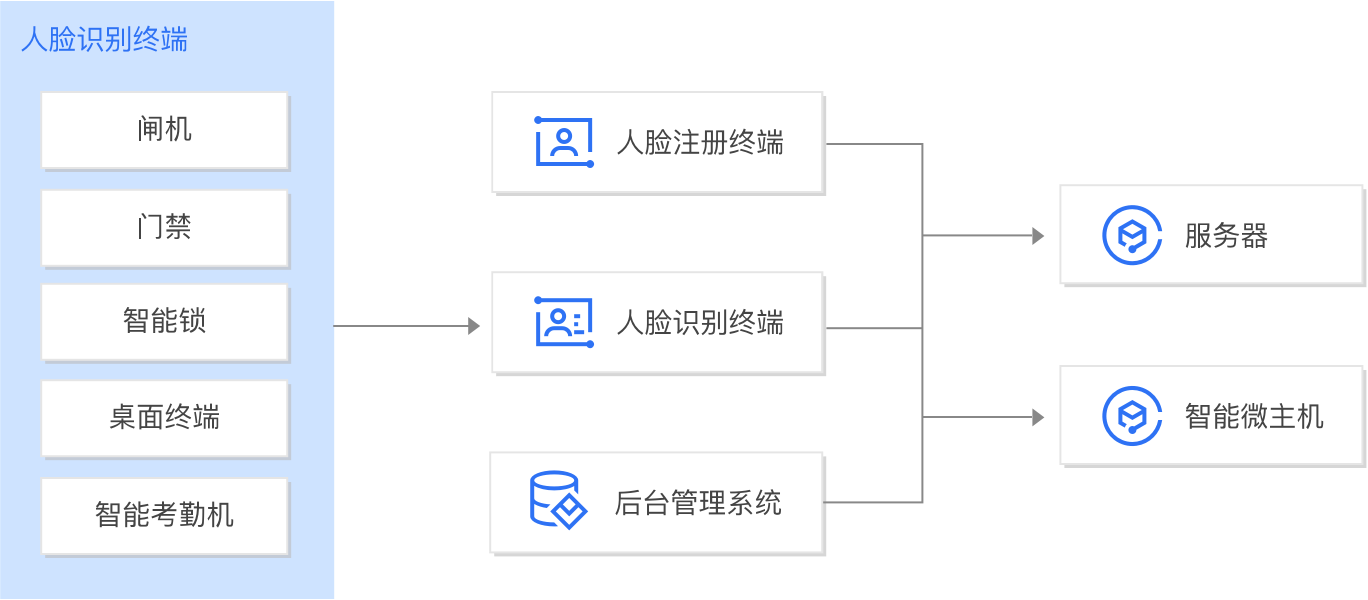 人脸识别终端
闸机
门禁
智能锁
桌面终端
智能考勤机
人脸注册终端
人脸识别终端
后台管理系统
服务器
智能微主机